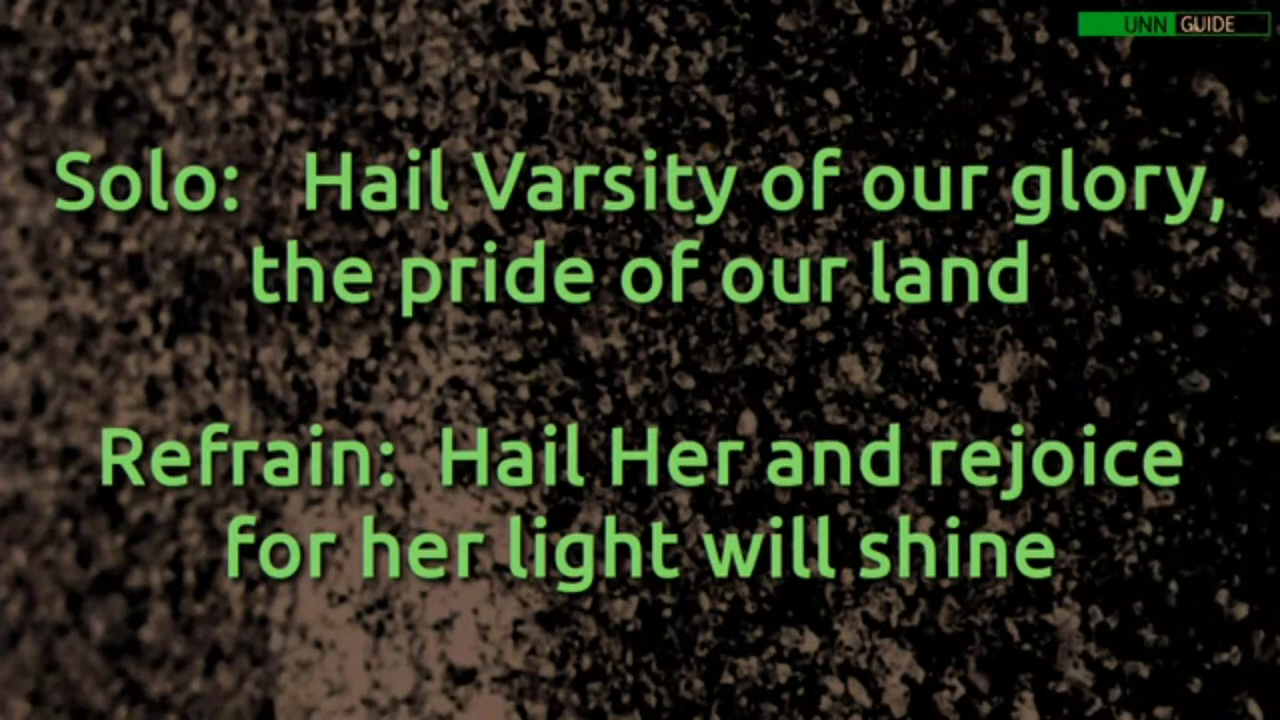 UNN GUIDE
Solo: Hail Varsity of our glory,
the pride of our land
Refrain: Hail Her and rejoice
for her light will shine